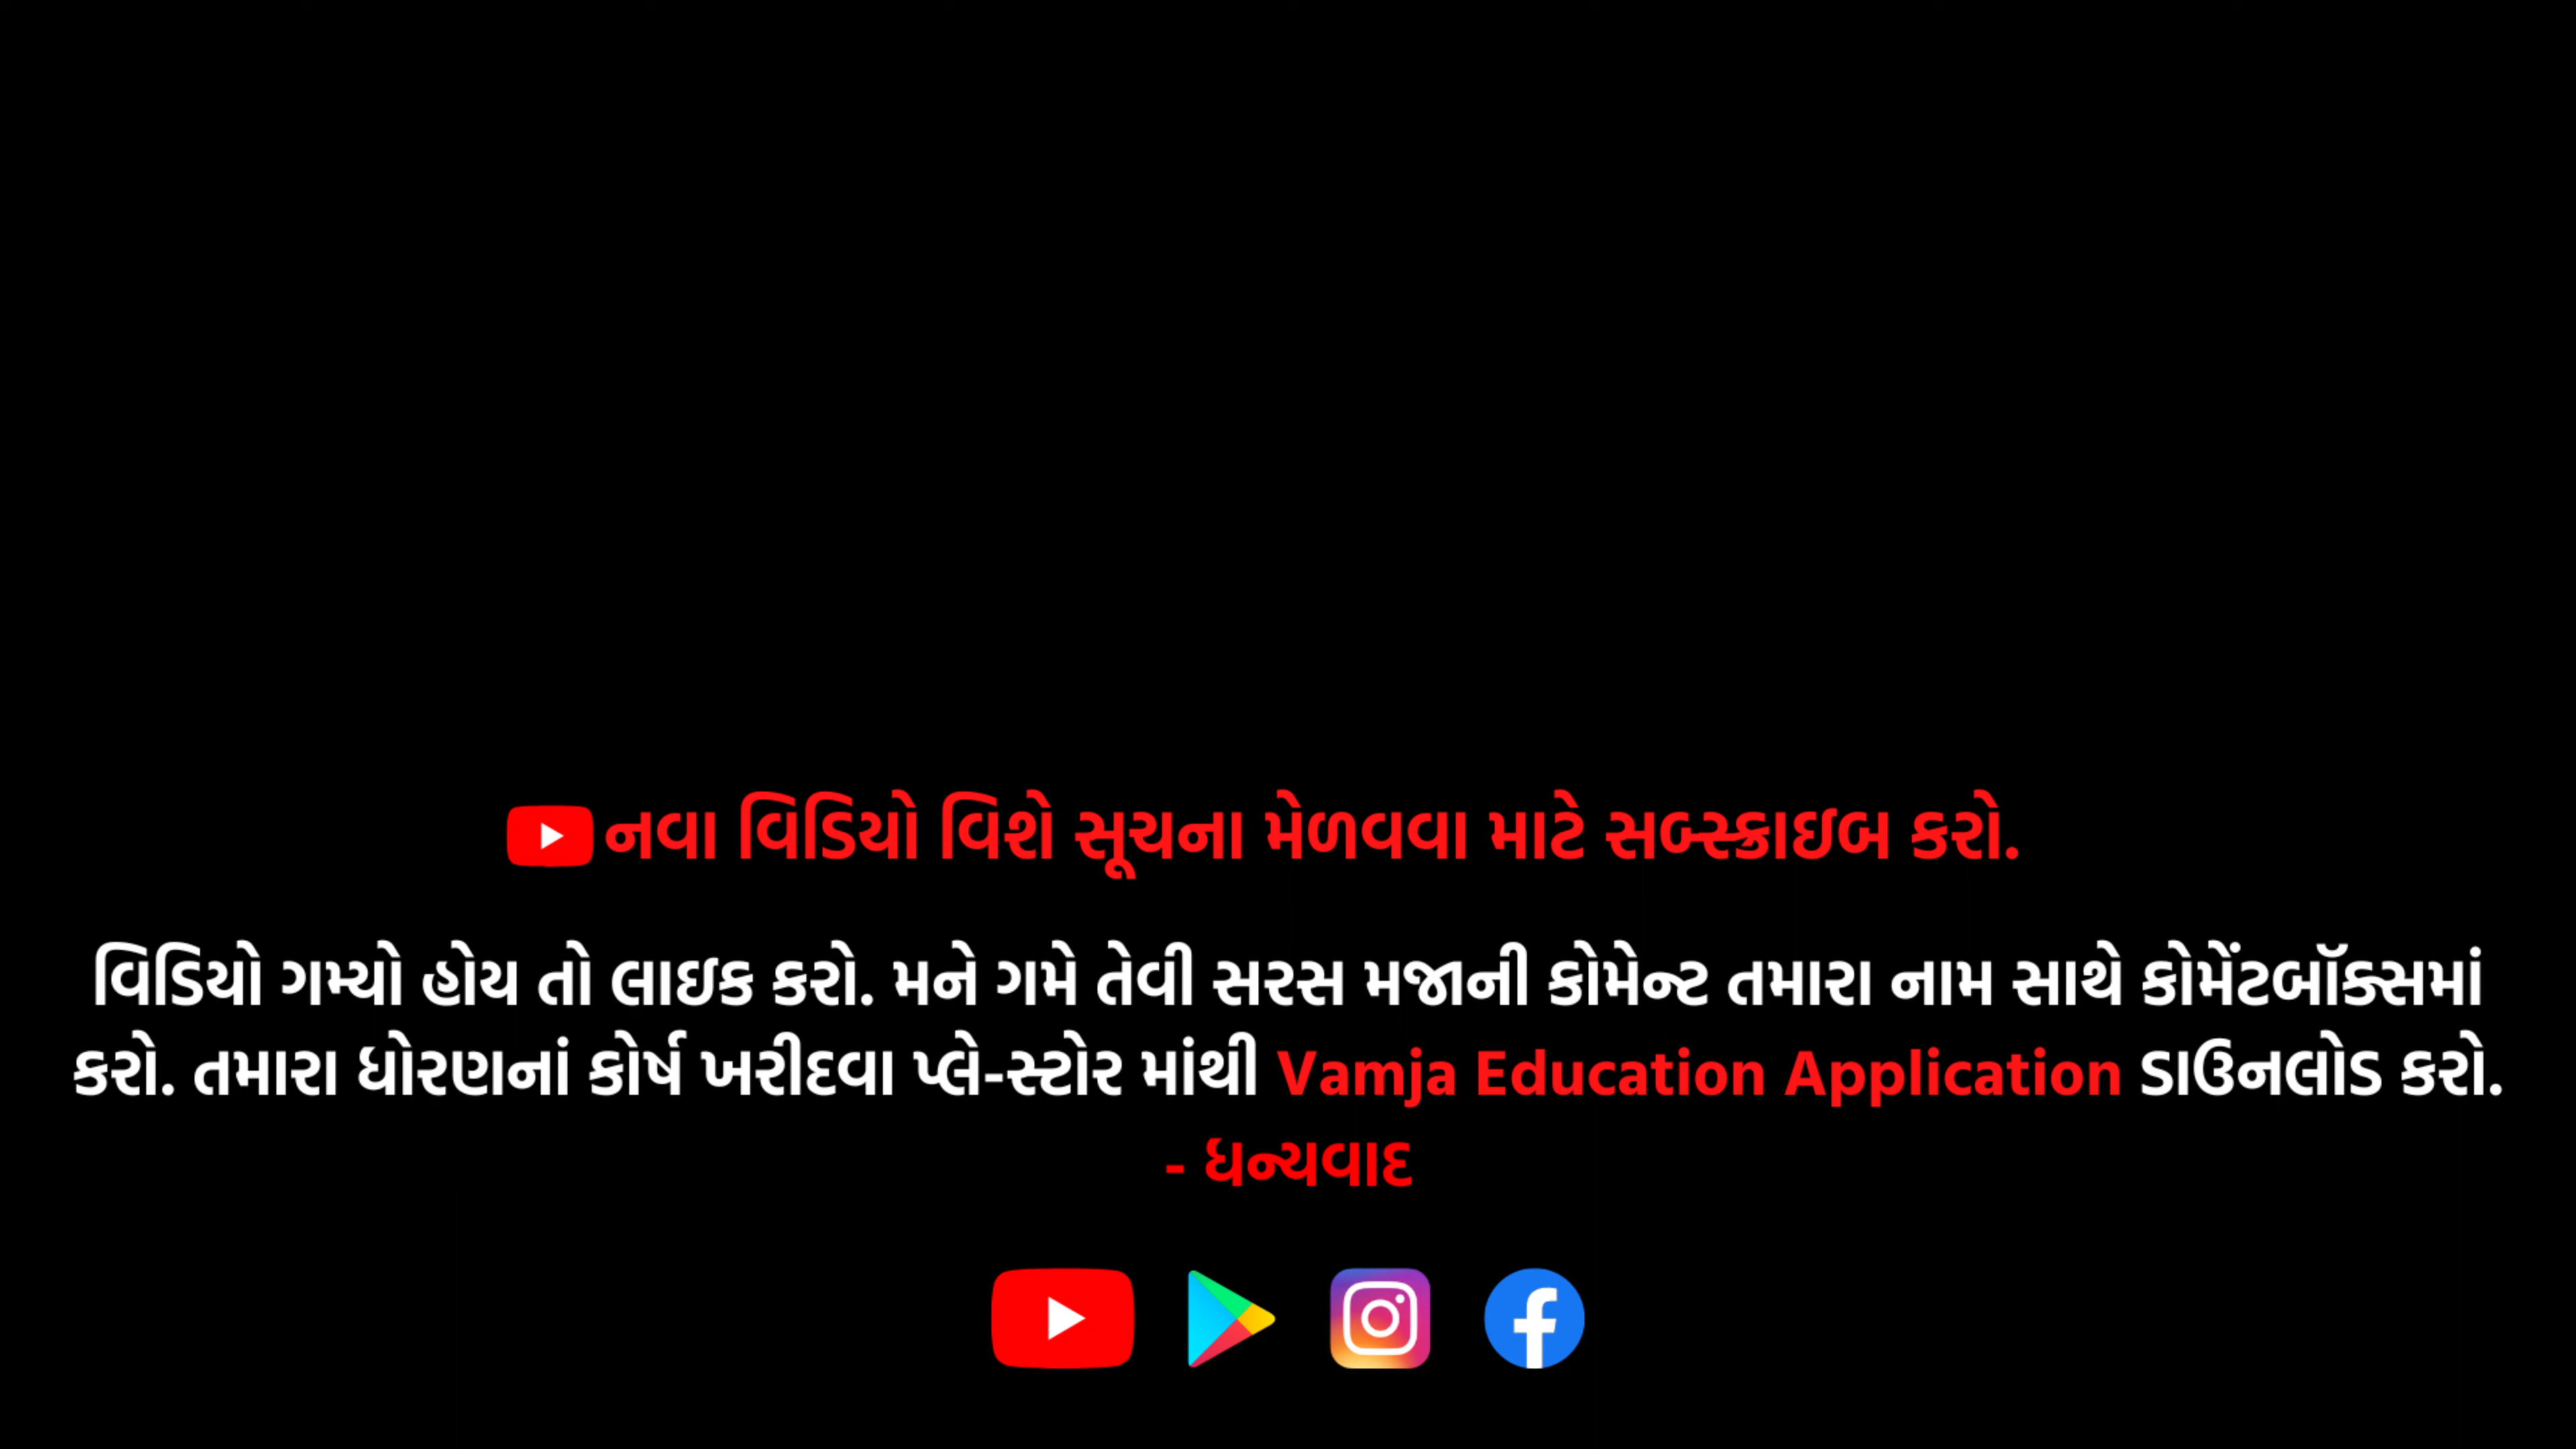 નવા વિડિયો વિશે સૂચના મેળવવા માટે સબ્સ્ક્રાઇબ કરો.
વિડિયો ગમ્યો હોય તો લાઇક કરો. મને ગમે તેવી સરસ મજાની કોમેન્ટ તમારા નામ સાથે કોમેંટબૉક્સમાં
કરો. તમારા ધોરણનાં કોર્ષ ખરીદવા પ્લે-સ્ટોર માંથી Vamja Education Application ડાઉનલોડ કરો.
- ધન્યવાદ